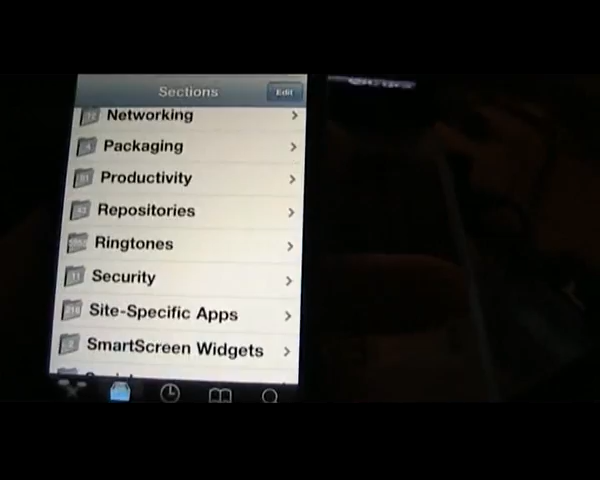 Sections
Edit
Networking
Packaging
Productivity
Repositories
Ringtones
Security
Site-Specific Apps
SmartScreen Widgets